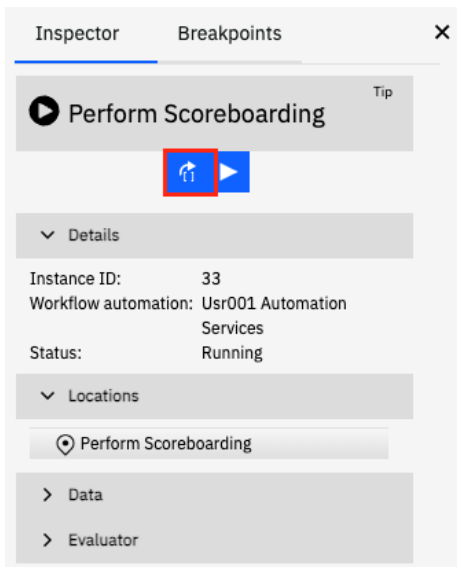 Inspector Breakpoints
Tip
Perform Scoreboarding
Details
Instance ID: 33
Workflow automation: Usr001 Automation
Services
Status: Running
Locations
Perform Scoreboarding
Data
Evaluator